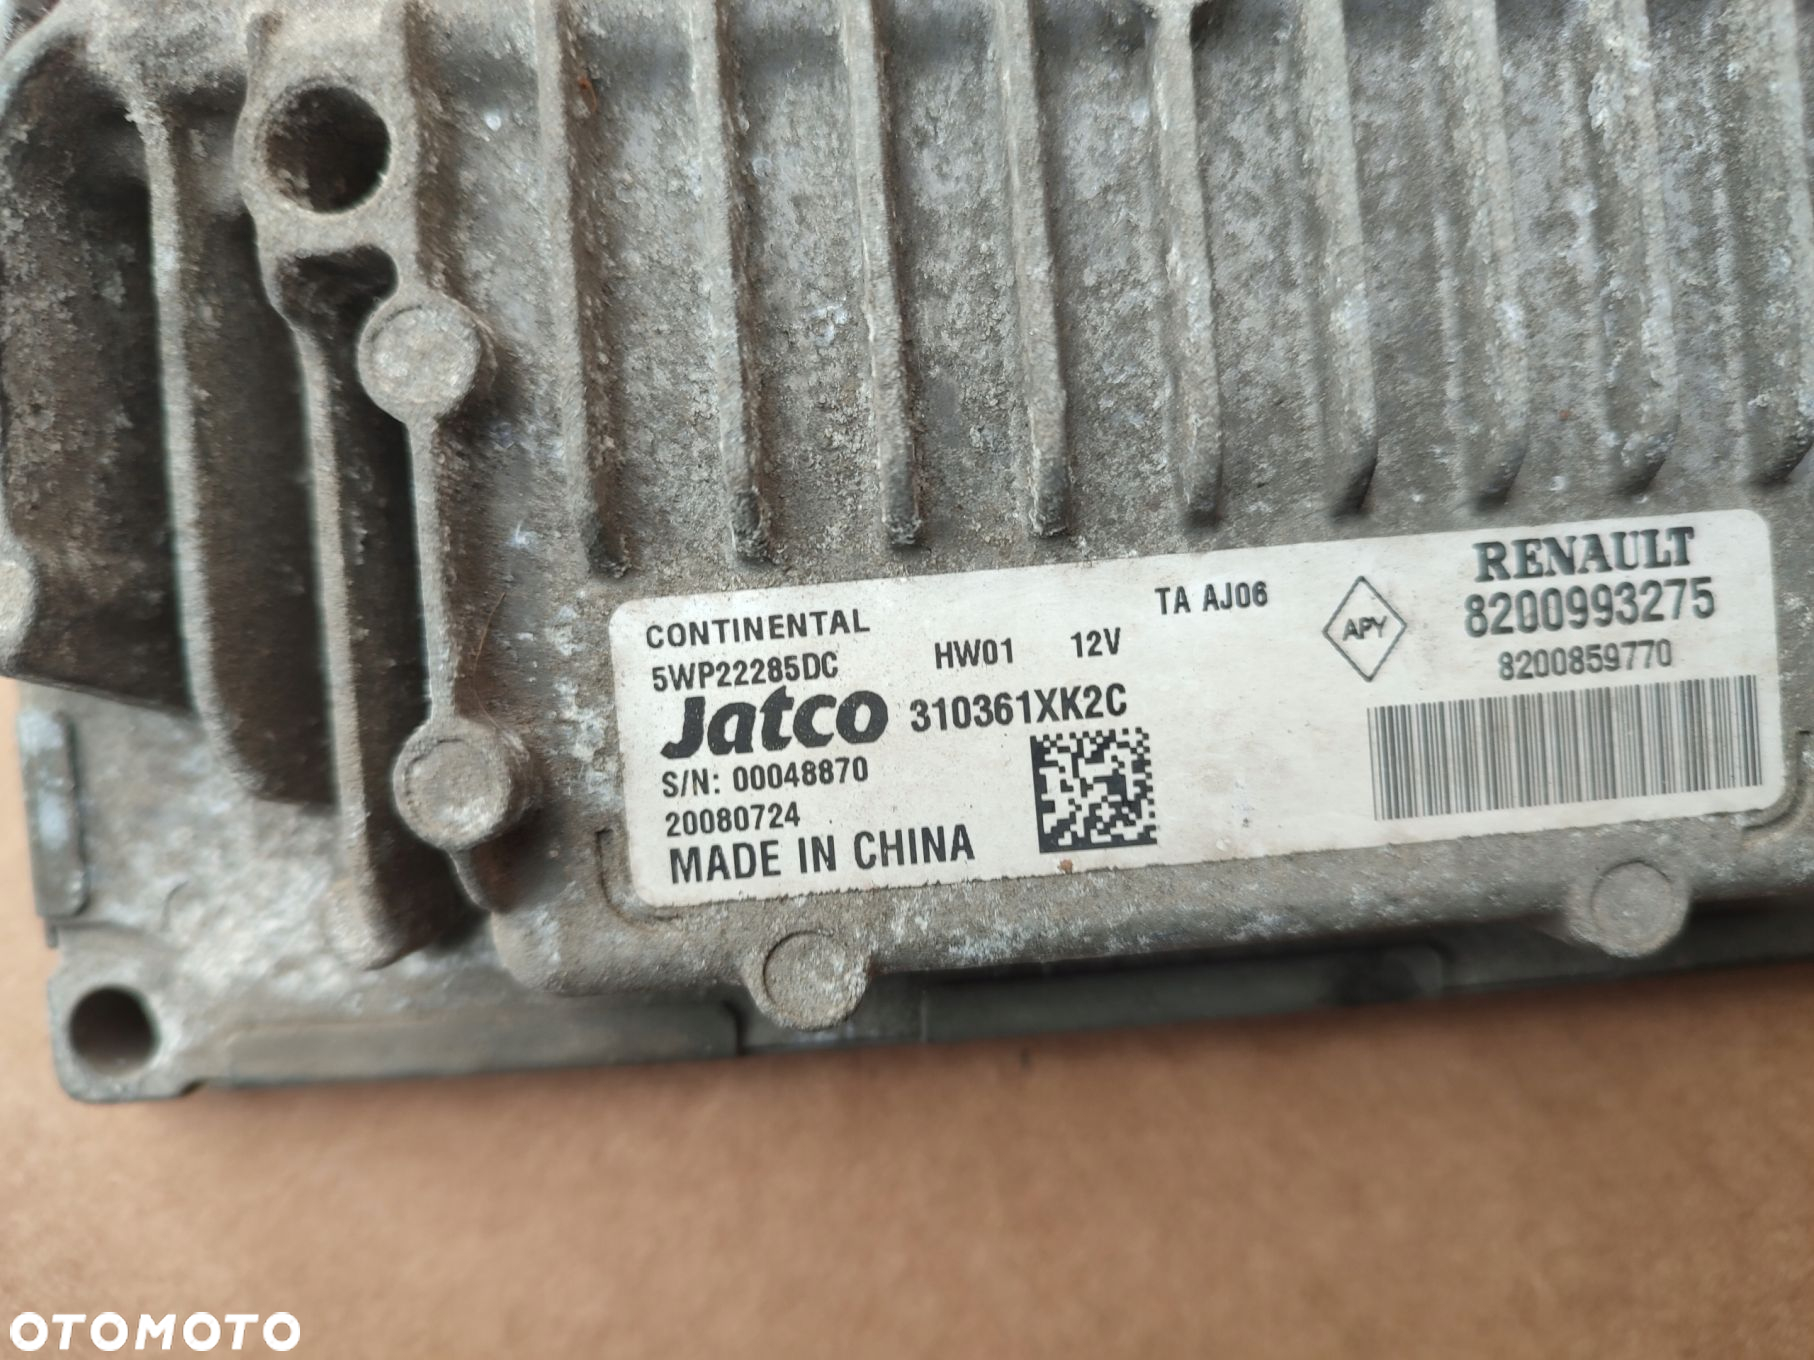 CONTINENTAL
5WP22285DC HW01 12V TA AJ06
Jatco 310361XK2C
S/N: 00048870
20080724
MADE IN CHINA
APY
RENAULT
8200993275
8200859770
OTOMOTO